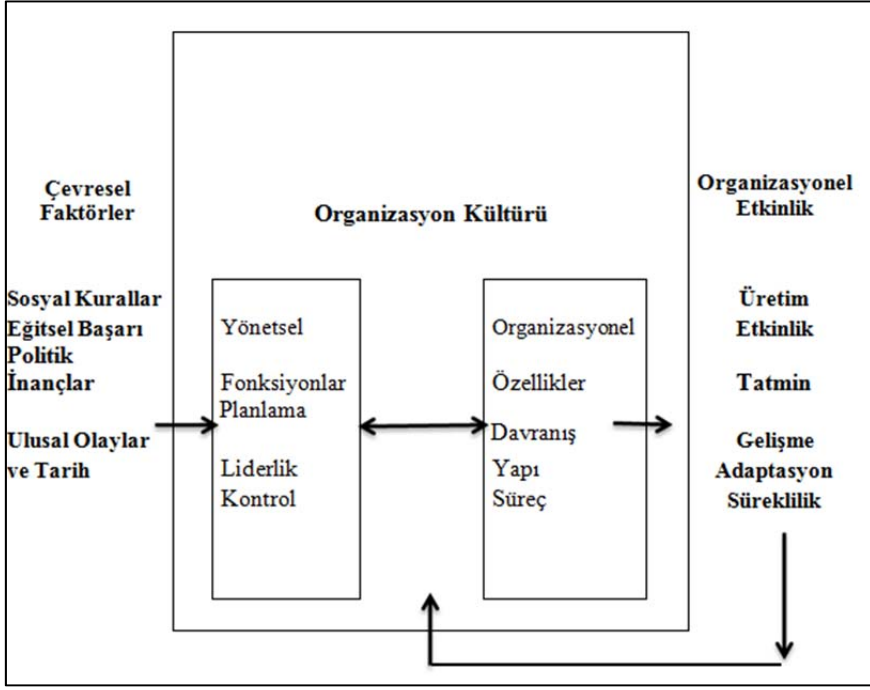 Çevresel
Faktörler
Sosyal Kurallar
Eğitsel Başarı
Politik
İnançlar
Ulusal Olaylar
ve Tarih
Organizasyon Kültürü
Yönetsel
Fonksiyonlar
Planlama
Liderlik
Kontrol
Organizasyonel
Özellikler
Davranış
Yapı
Süreç
Organizasyonel
Etkinlik
Üretim
Etkinlik
Tatmin
Gelişme
Adaptasyon
Süreklilik